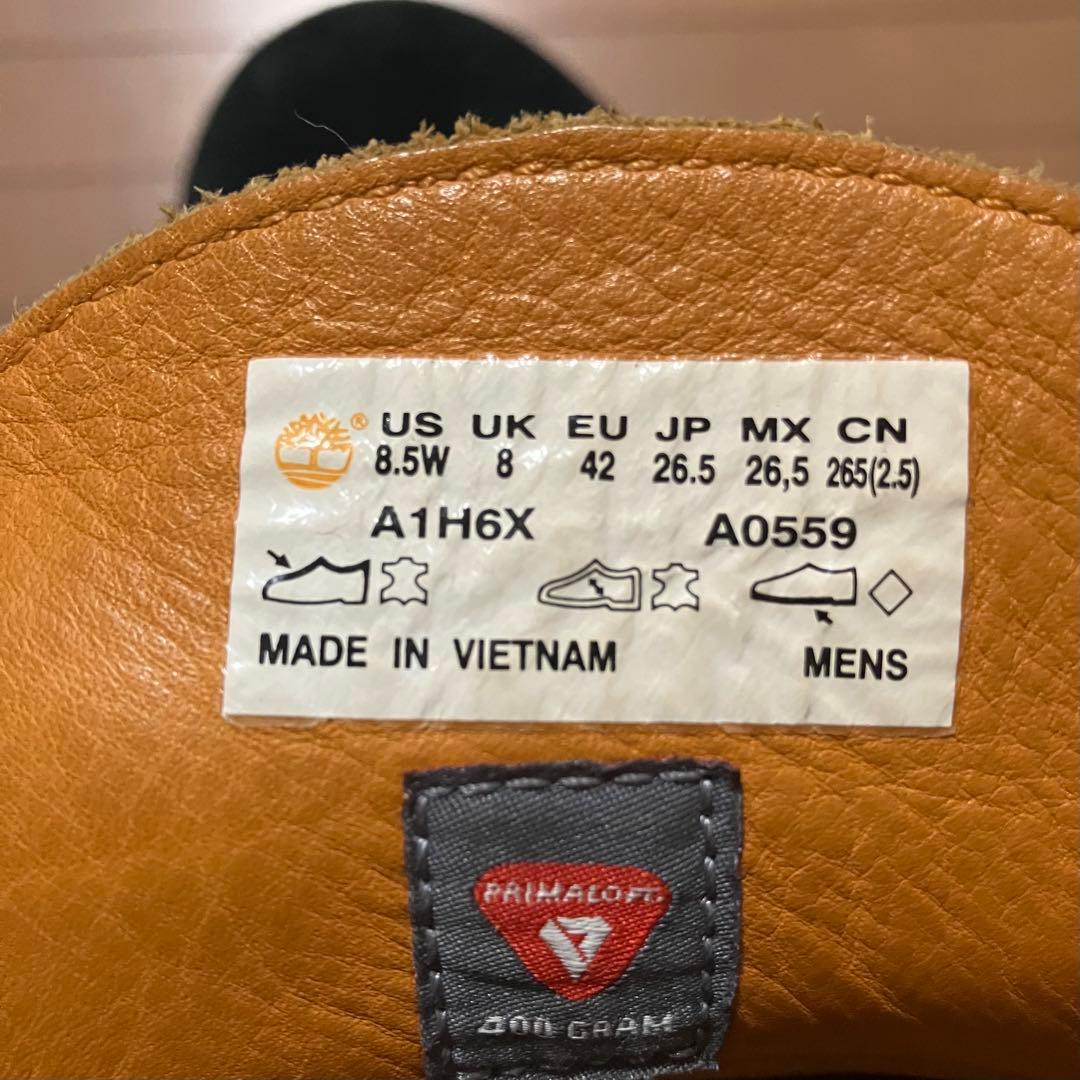 TIMBERLAND ®
US UK EU JP MX CN
8.5W 8 42 26.5 26,5 265(2.5)
A1H6X A0559
MADE IN VIETNAM MENS
PRIMALOFT.
400 GRAM